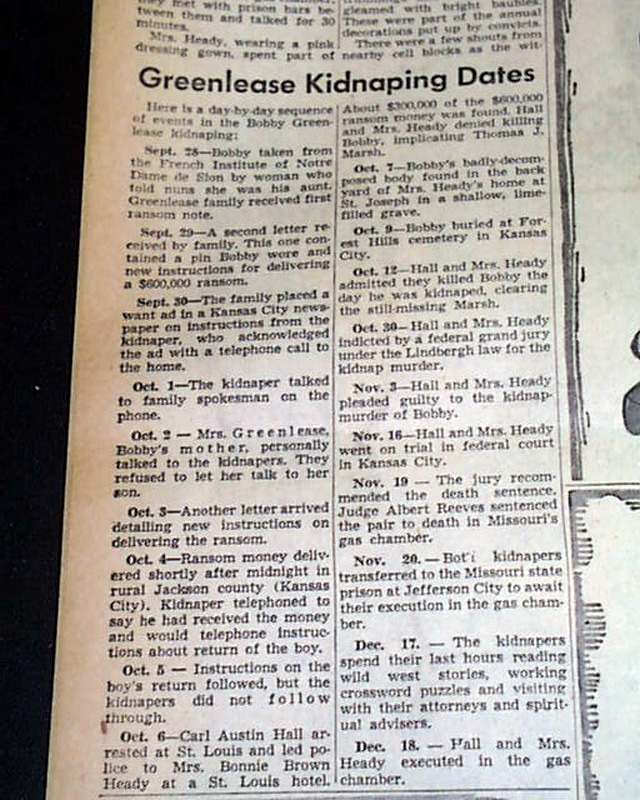 they met with prison bars be-
tween them and talked for 30
minutes.
Mrs. Heady, wearing a pink
dressing gown, spent part of
gleamed with bright baubles.
These were part of the annual
decorations put up by convicts.
There were a few shouts from
nearby cell blocks as the wit-
Greenlease Kidnaping Dates
Here is a day-by-day sequence
of events in the Bobby Green-
lease kidnaping:
Sept. 28—Bobby taken from
the French Institute of Notre
Dame de Sion by woman who
told nuns she was his aunt.
Greenlease family received first
ransom note.
Sept. 29—A second letter re-
ceived by family. This one con-
tained a pin Bobby wore and
new instructions for delivering
a $600,000 ransom.
Sept. 30—The family placed a
want ad in a Kansas City news-
paper on instructions from the
kidnaper, who acknowledged
the ad with a telephone call to
the home.
Oct. 1—The kidnaper talked
to family spokesman on the
phone.
Oct. 2 — Mrs. Greenlease,
Bobby's mother, personally
talked to the kidnapers. They
refused to let her talk to her
son.
Oct. 3—Another letter arrived
detailing new instructions on
delivering the ransom.
Oct. 4—Ransom money deliv-
ered shortly after midnight in
rural Jackson county (Kansas
City). Kidnaper telephoned to
say he had received the money
and would telephone instruc-
tions about return of the boy.
Oct. 5 — Instructions on the
boy's return followed, but the
kidnapers did not follow
through.
Oct. 6—Carl Austin Hall ar-
rested at St. Louis and led po-
lice to Mrs. Bonnie Brown
Heady at a St. Louis hotel.
About $300,000 of the $600,000
ransom money was found. Hall
and Mrs. Heady denied killing
Bobby, implicating Thomas J.
Marsh.
Oct. 7—Bobby's badly-decom-
posed body found in the back
yard of Mrs. Heady's home at
St. Joseph in a shallow, lime-
filled grave.
Oct. 9—Bobby buried at For-
est Hills cemetery in Kansas
City.
Oct. 12—Hall and Mrs. Heady
admitted they killed Bobby the
day he was kidnaped, clearing
the still-missing Marsh.
Oct. 30—Hall and Mrs. Heady
indicted by a federal grand jury
under the Lindbergh law for the
kidnap murder.
Nov. 3—Hall and Mrs. Heady
pleaded guilty to the kidnap-
murder of Bobby.
Nov. 16—Hall and Mrs. Heady
went on trial in federal court
in Kansas City.
Nov. 19 — The jury recom-
mended the death sentence.
Judge Albert Reeves sentenced
the pair to death in Missouri's
gas chamber.
Nov. 20. — Both kidnapers
transferred to the Missouri state
prison at Jefferson City to await
their execution in the gas cham-
ber.
Dec. 17. — The kidnapers
spend their last hours reading
wild west stories, working
crossword puzzles and visiting
with their attorneys and spirit-
ual advisers.
Dec. 18. — Hall and Mrs.
Heady executed in the gas
chamber.